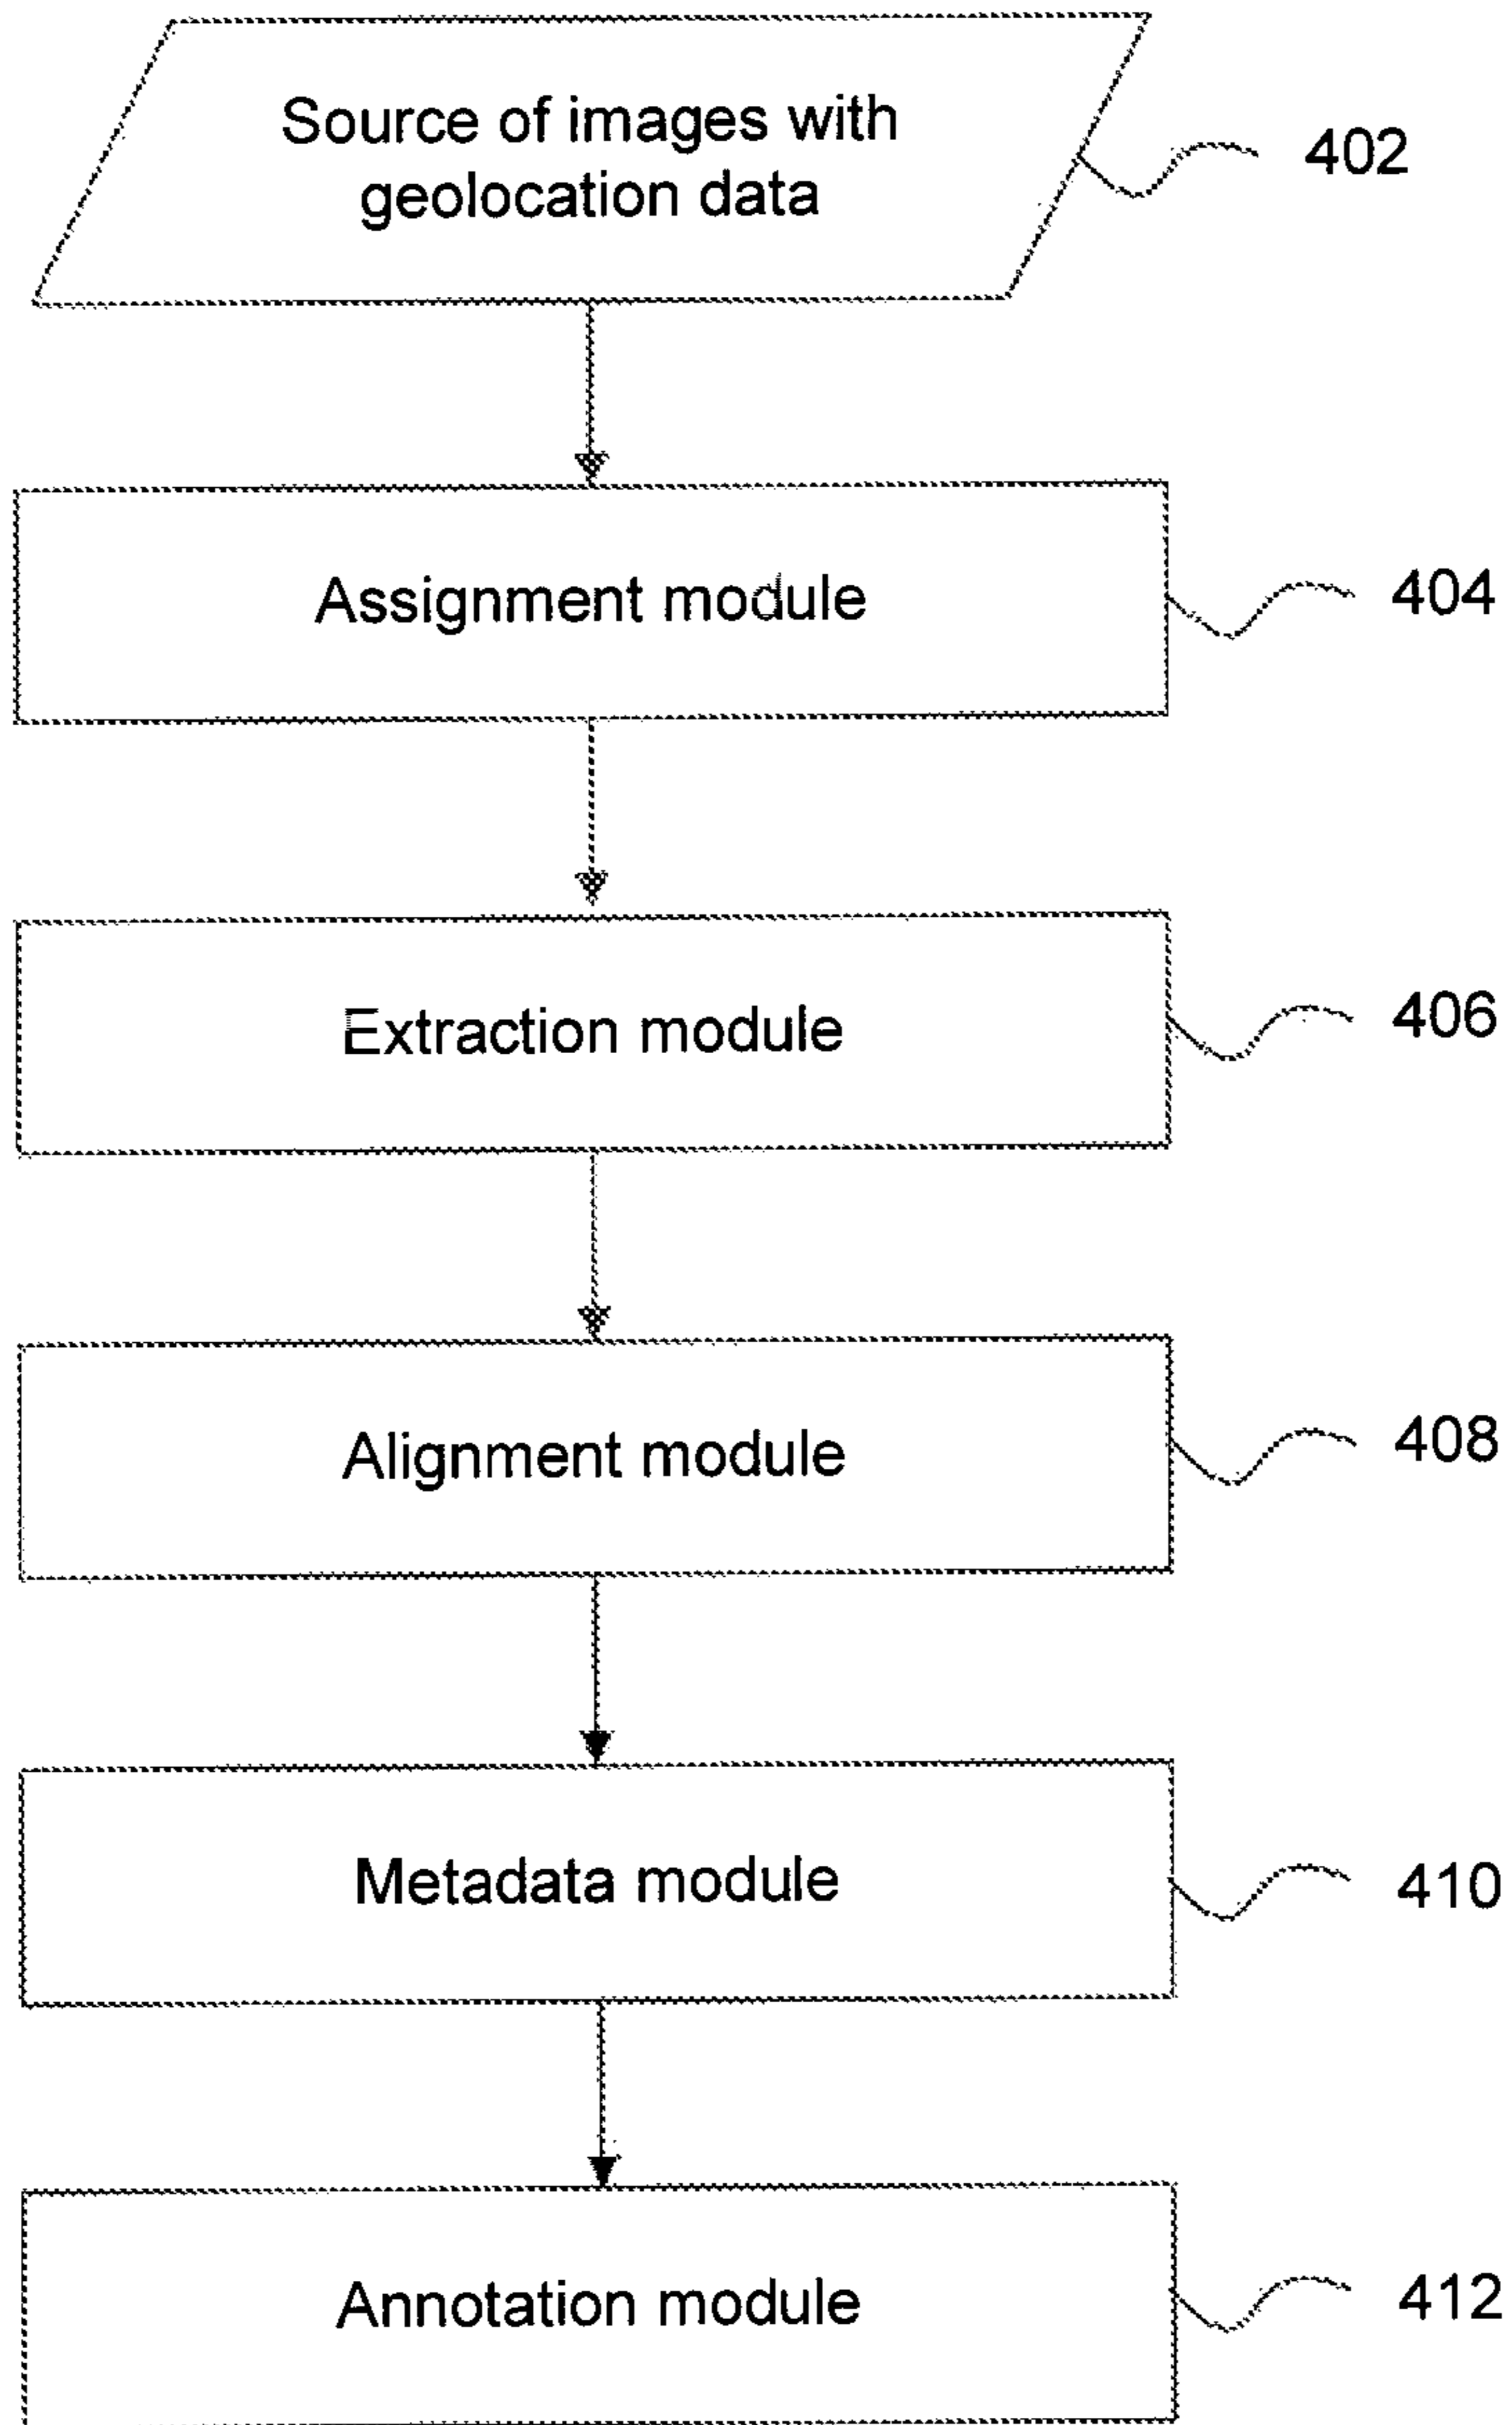 Source of images with
geolocation data
402
Assignment module
404
Extraction module
406
Alignment module
408
Metadata module
410
Annotation module
412